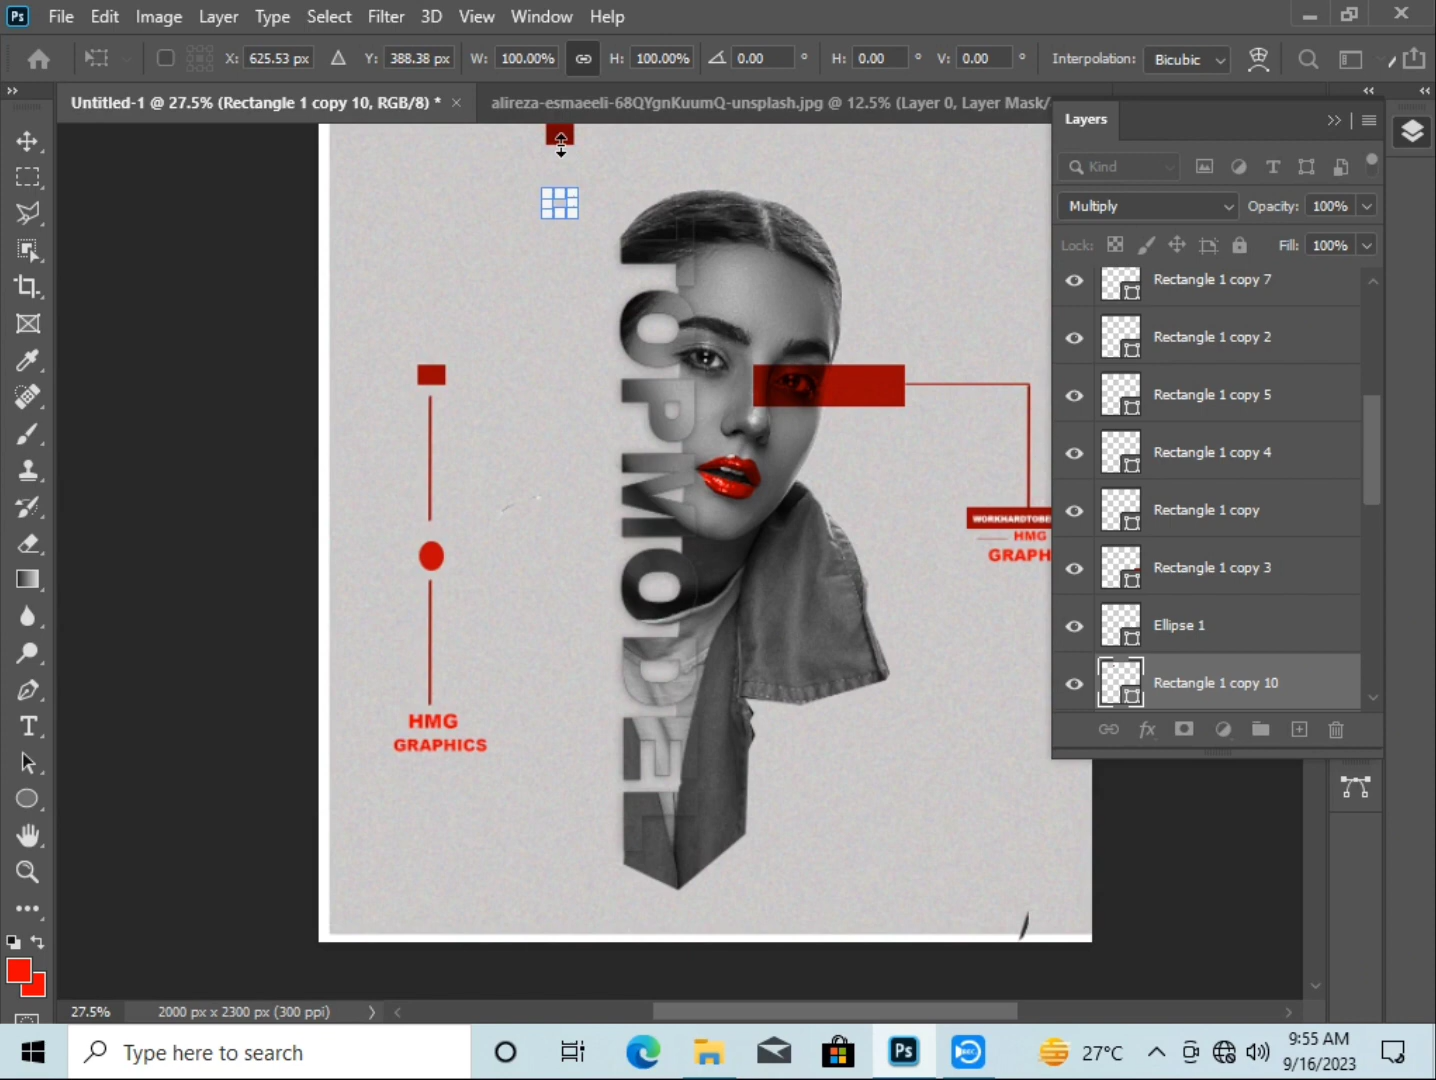 Ps File Edit Image Layer Type Select Filter 3D View Window Help
X: 625.53 px Y: 388.38 px W: 100.00% H: 100.00% 0.00 ° H: 0.00 ° V: 0.00 ° Interpolation: Bicubic
Untitled-1 @ 27.5% (Rectangle 1 copy 10, RGB/8) * × alireza-esmaeeli-68QYgnKuumQ-unsplash.jpg @ 12.5% (Layer 0, Layer Mask/
Layers
Kind
Multiply Opacity: 100%
Lock: Fill: 100%
Rectangle 1 copy 7
Rectangle 1 copy 2
Rectangle 1 copy 5
Rectangle 1 copy 4
Rectangle 1 copy
Rectangle 1 copy 3
Ellipse 1
Rectangle 1 copy 10
fx
TOPMODEL
WORKHARDTOBE
HMG
GRAPH
HMG
GRAPHICS
27.5% 2000 px x 2300 px (300 ppi)
Type here to search
Ps
REC
27°C
9:55 AM
9/16/2023